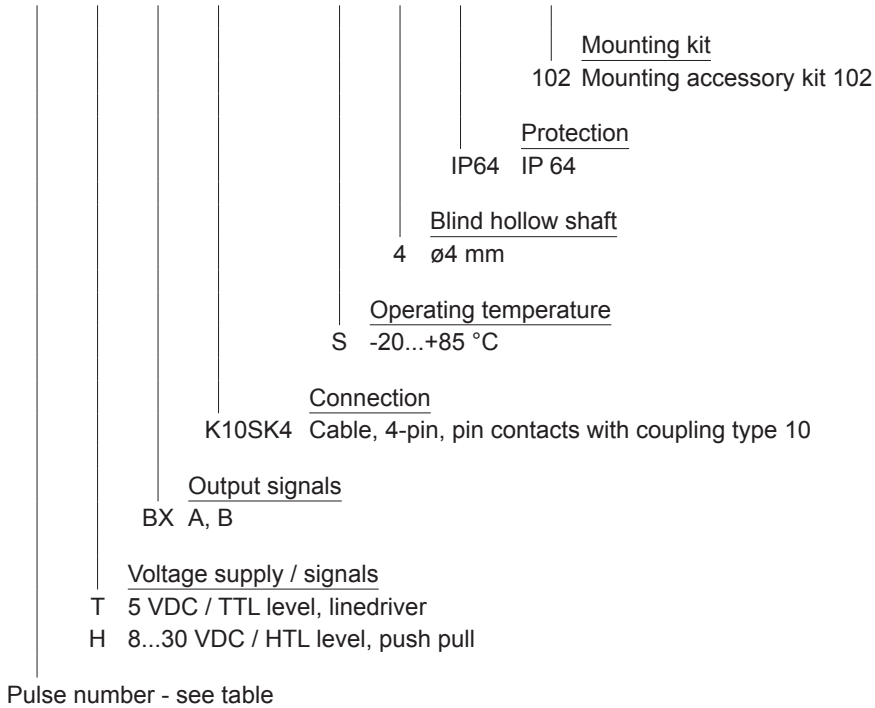 Mounting kit
102 Mounting accessory kit 102
Protection
IP64 IP 64
Blind hollow shaft
4 ø4 mm
Operating temperature
S -20...+85 °C
Connection
K10SK4 Cable, 4-pin, pin contacts with coupling type 10
Output signals
BX A, B
Voltage supply / signals
T 5 VDC / TTL level, linedriver
H 8...30 VDC / HTL level, push pull
Pulse number - see table